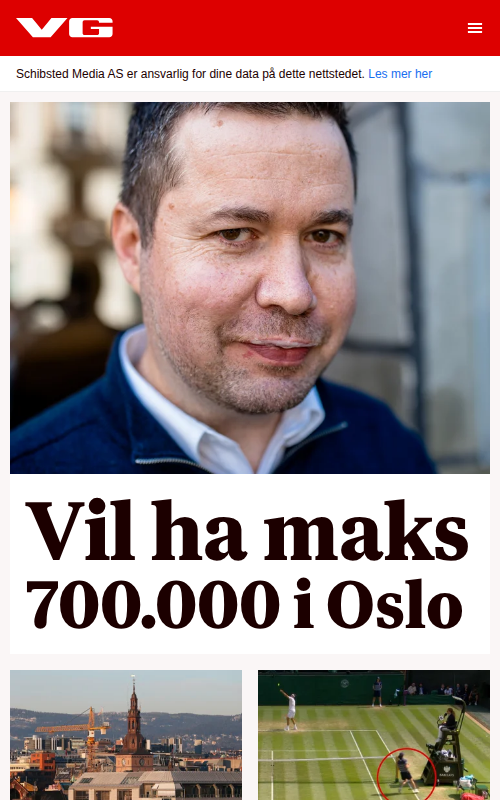 VG
Schibsted Media AS er ansvarlig for dine data på dette nettstedet. Les mer her
Vil ha maks
700.000 i Oslo